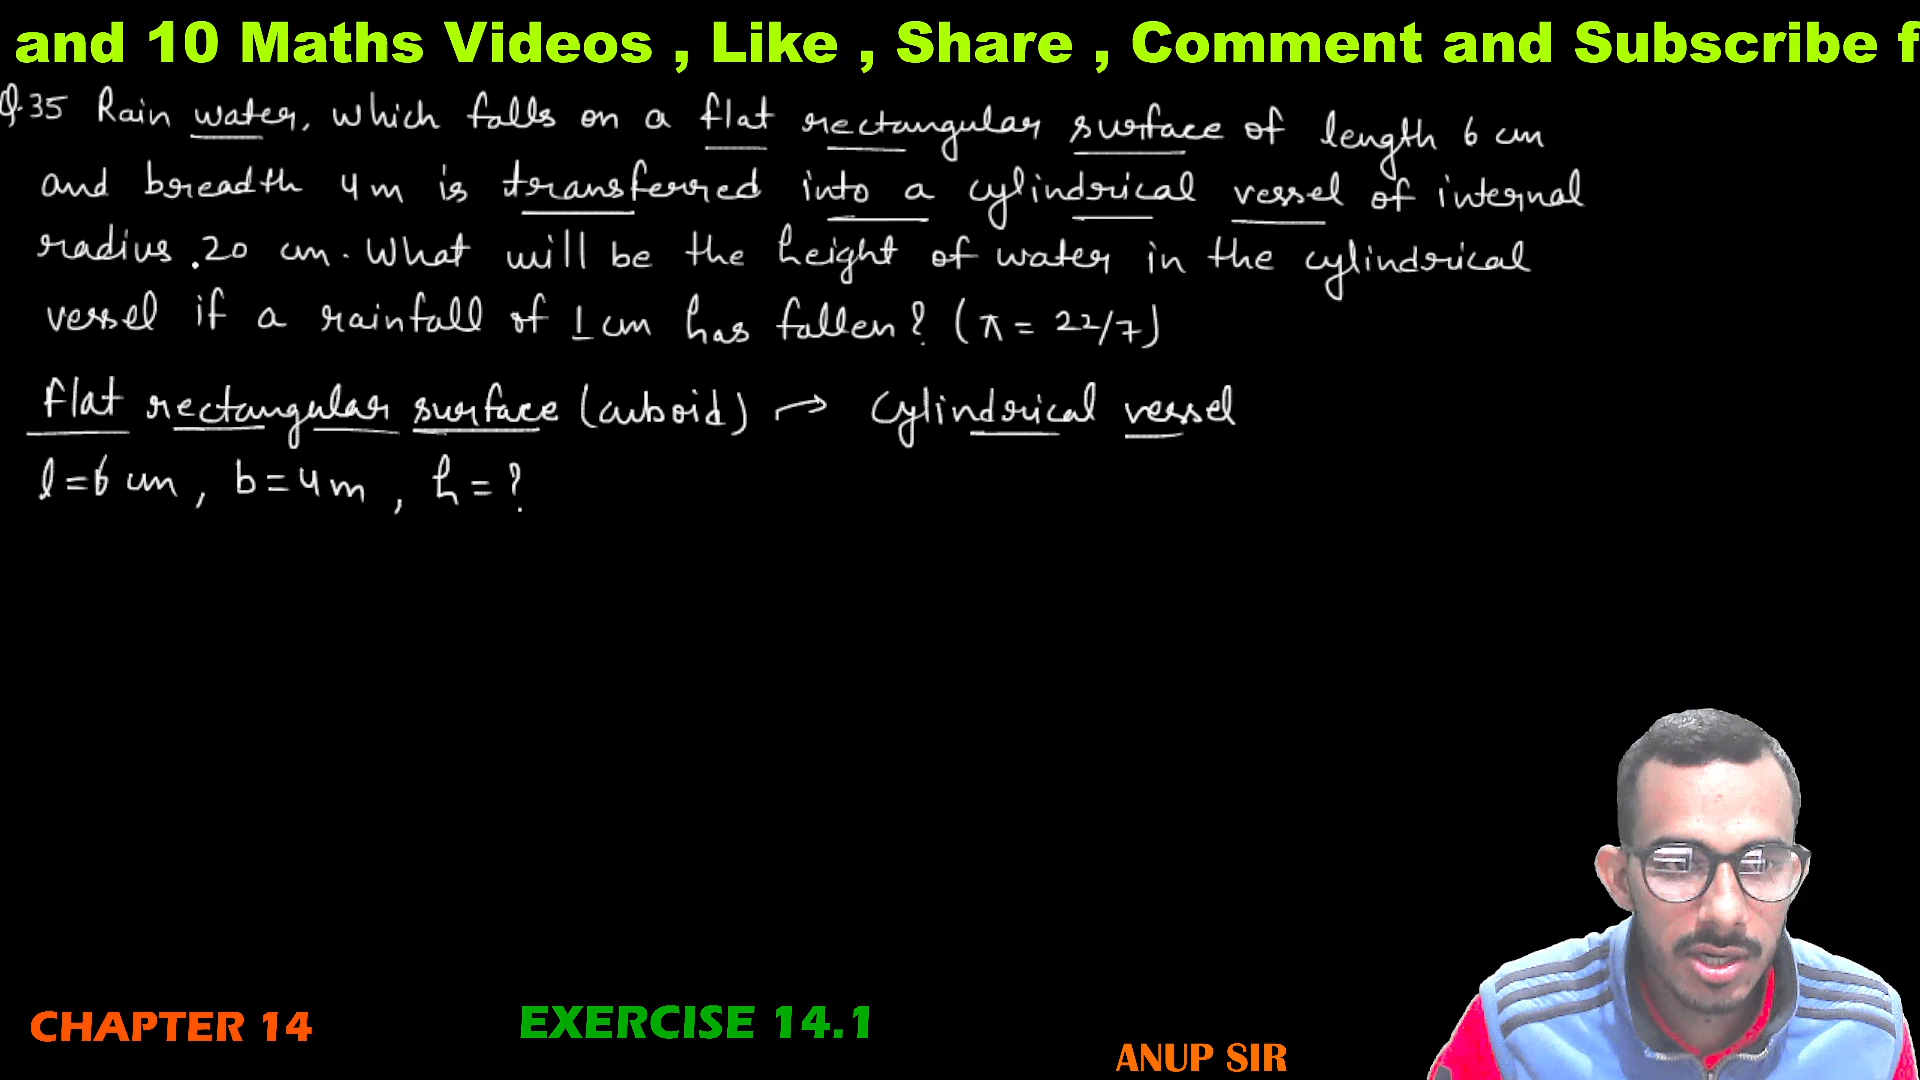 and 10 Maths Videos , Like , Share , Comment and Subscribe f
Q.35 Rain water, which falls on a flat rectangular surface of length 6 cm
and breadth 4 m is transferred into a cylindrical vessel of internal
radius 20 cm. What will be the height of water in the cylindrical
vessel if a rainfall of 1 cm has fallen? (π = 22/7)
Flat rectangular surface (cuboid) → Cylindrical vessel
l = 6 cm, b = 4 m, h = ?
CHAPTER 14
EXERCISE 14.1
ANUP SIR